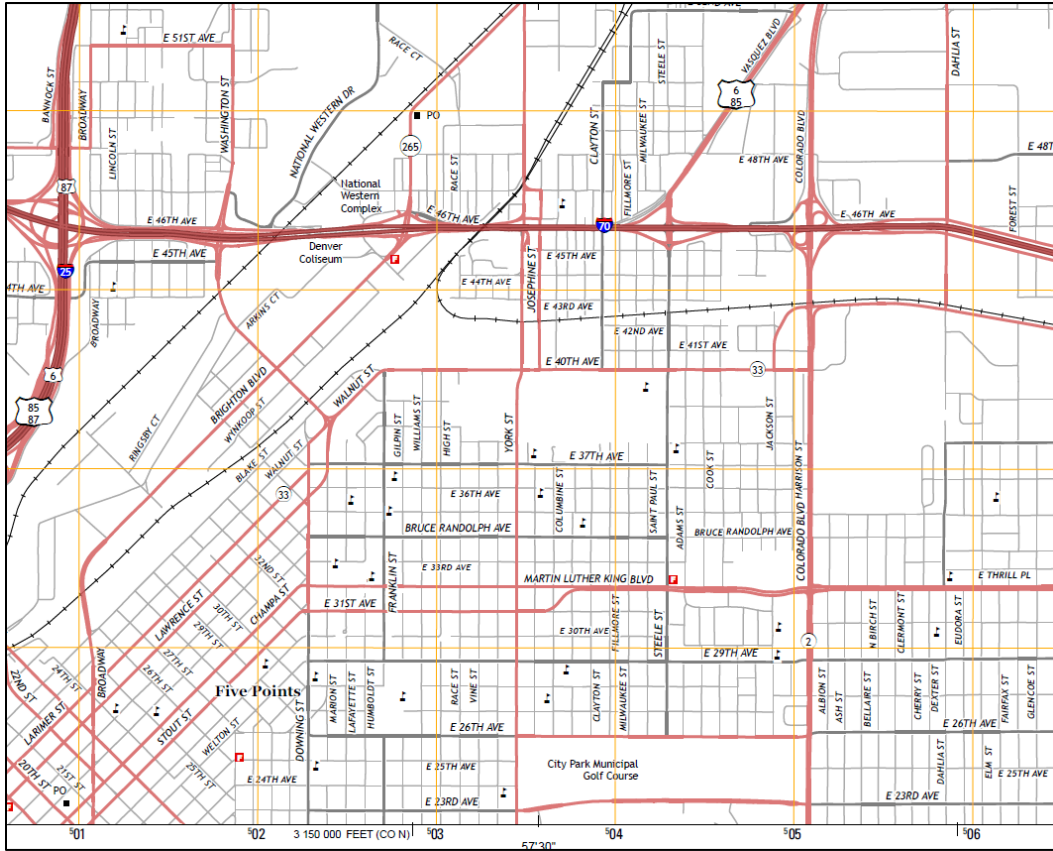 E 51ST AVE
RACE CT
BANNOCK ST
BROADWAY
LINCOLN ST
WASHINGTON ST
NATIONAL WESTERN DR
PO
265
RACE ST
CLAYTON ST
STEELE ST
MILWAUKEE ST
FILLMORE ST
VASQUEZ BLVD
6
85
COLORADO BLVD
DAHLIA ST
E 48TH AVE
E 48T
FOREST ST
87
National
Western
Complex
E 46TH AVE
E 46TH AVE
E 46TH AVE
70
Denver
Coliseum
E 45TH AVE
E 45TH AVE
25
4TH AVE
BROADWAY
ARKINS CT
E 44TH AVE
JOSEPHINE ST
E 43RD AVE
E 42ND AVE
E 41ST AVE
E 40TH AVE
33
6
85
87
BRIGHTON BLVD
WALNUT ST
WYNKOOP ST
RINGSBY CT
BLAKE ST
WALNUT ST
33
GILPIN ST
WILLIAMS ST
HIGH ST
YORK ST
JACKSON ST
E 37TH AVE
COOK ST
E 36TH AVE
COLUMBINE ST
SAINT PAUL ST
ADAMS ST
COLORADO BLVD
HARRISON ST
BRUCE RANDOLPH AVE
BRUCE RANDOLPH AVE
32ND ST
FRANKLIN ST
E 33RD AVE
MARTIN LUTHER KING BLVD
E THRILL PL
LAWRENCE ST
CHAMPA ST
E 31ST AVE
30TH ST
29TH ST
27TH ST
26TH ST
24TH ST
22ND ST
BROADWAY
E 30TH AVE
FILLMORE ST
STEELE ST
E 29TH AVE
2
N BIRCH ST
CLERMONT ST
EUDORA ST
Five Points
LARIMER ST
STOUT ST
WELTON ST
DOWNING ST
MARION ST
LAFAYETTE ST
HUMBOLDT ST
RACE ST
VINE ST
CLAYTON ST
MILWAUKEE ST
ALBION ST
ASH ST
BELLAIRE ST
CHERRY ST
DEXTER ST
FAIRFAX ST
GLENCOE ST
E 26TH AVE
E 26TH AVE
20TH ST
21ST ST
PO
25TH ST
E 24TH AVE
E 25TH AVE
City Park Municipal
Golf Course
DAHLIA ST
ELM ST
E 25TH AVE
E 23RD AVE
E 23RD AVE
501
502
3 150 000 FEET (CO N)
503
504
505
506
57'30"